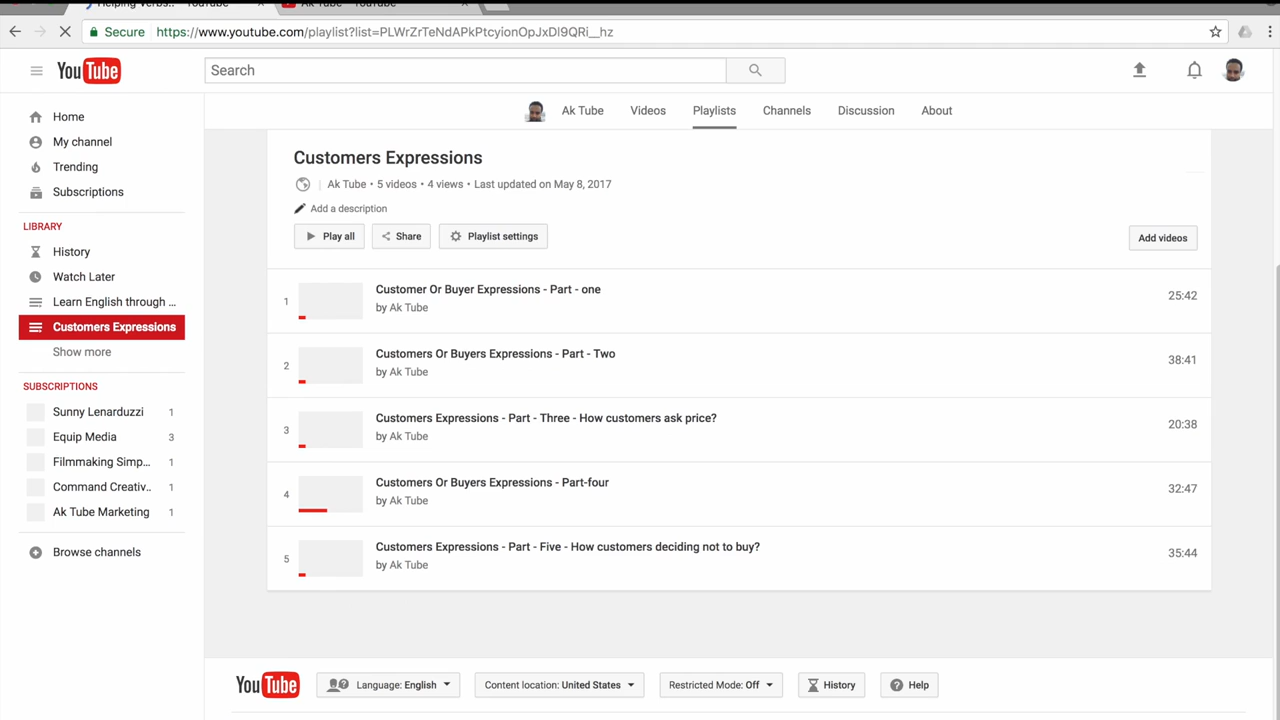 Helping Verbs..
Ak Tube - YouTube
Secure https://www.youtube.com/playlist?list=PLWrZrTeNdAPkPtcyionOpJxDl9QRi__hz
YouTube
Search
Home
My channel
Trending
Subscriptions
LIBRARY
History
Watch Later
Learn English through ...
Customers Expressions
Show more
SUBSCRIPTIONS
Sunny Lenarduzzi 1
Equip Media 3
Filmmaking Simp... 1
Command Creativ.. 1
Ak Tube Marketing 1
Browse channels
Ak Tube Videos Playlists Channels Discussion About
Customers Expressions
Ak Tube • 5 videos • 4 views • Last updated on May 8, 2017
Add a description
Play all Share Playlist settings
Add videos
1 Customer Or Buyer Expressions - Part - one 25:42
by Ak Tube
2 Customers Or Buyers Expressions - Part - Two 38:41
by Ak Tube
3 Customers Expressions - Part - Three - How customers ask price? 20:38
by Ak Tube
4 Customers Or Buyers Expressions - Part-four 32:47
by Ak Tube
5 Customers Expressions - Part - Five - How customers deciding not to buy? 35:44
by Ak Tube
YouTube Language: English Content location: United States Restricted Mode: Off History Help